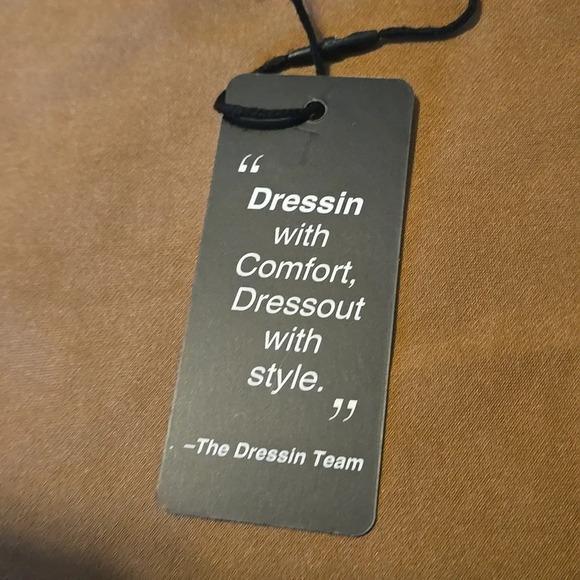 “
Dressin
with
Comfort,
Dressout
with
style.
”
–The Dressin Team